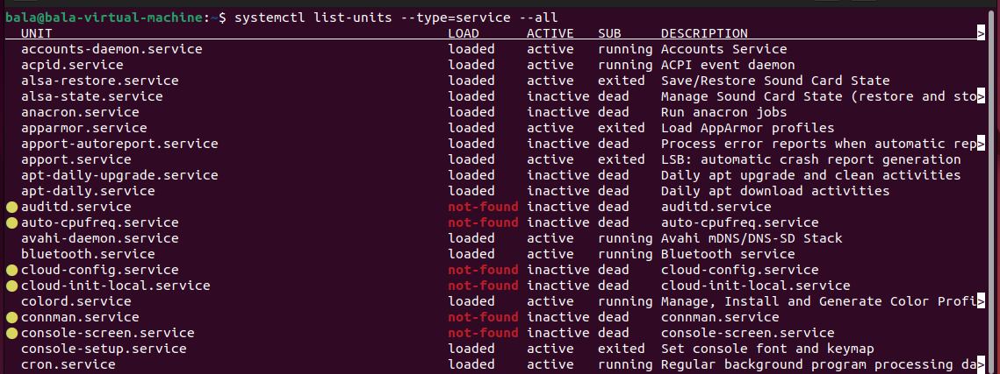 bala@bala-virtual-machine:~$ systemctl list-units --type=service --all
UNIT LOAD ACTIVE SUB DESCRIPTION >
accounts-daemon.service loaded active running Accounts Service
acpid.service loaded active running ACPI event daemon
alsa-restore.service loaded active exited Save/Restore Sound Card State
alsa-state.service loaded inactive dead Manage Sound Card State (restore and sto>
anacron.service loaded inactive dead Run anacron jobs
apparmor.service loaded active exited Load AppArmor profiles
apport-autoreport.service loaded inactive dead Process error reports when automatic rep>
apport.service loaded active exited LSB: automatic crash report generation
apt-daily-upgrade.service loaded inactive dead Daily apt upgrade and clean activities
apt-daily.service loaded inactive dead Daily apt download activities
● auditd.service not-found inactive dead auditd.service
● auto-cpufreq.service not-found inactive dead auto-cpufreq.service
avahi-daemon.service loaded active running Avahi mDNS/DNS-SD Stack
bluetooth.service loaded active running Bluetooth service
● cloud-config.service not-found inactive dead cloud-config.service
● cloud-init-local.service not-found inactive dead cloud-init-local.service
colord.service loaded active running Manage, Install and Generate Color Profi>
● connman.service not-found inactive dead connman.service
● console-screen.service not-found inactive dead console-screen.service
console-setup.service loaded active exited Set console font and keymap
cron.service loaded active running Regular background program processing da>